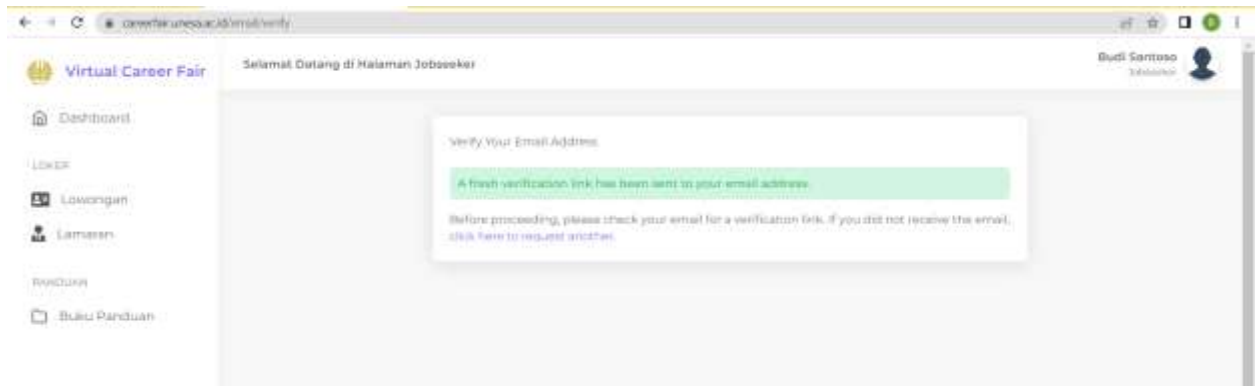 careerfair.unesa.ac.id/email/verify
Virtual Career Fair
Selamat Datang di Halaman Jobseeker
Budi Santoso
Jobseeker
Dashboard
LOKER
Lowongan
Lamaran
PANDUAN
Buku Panduan
Verify Your Email Address
A fresh verification link has been sent to your email address.
Before proceeding, please check your email for a verification link. If you did not receive the email,
click here to request another.